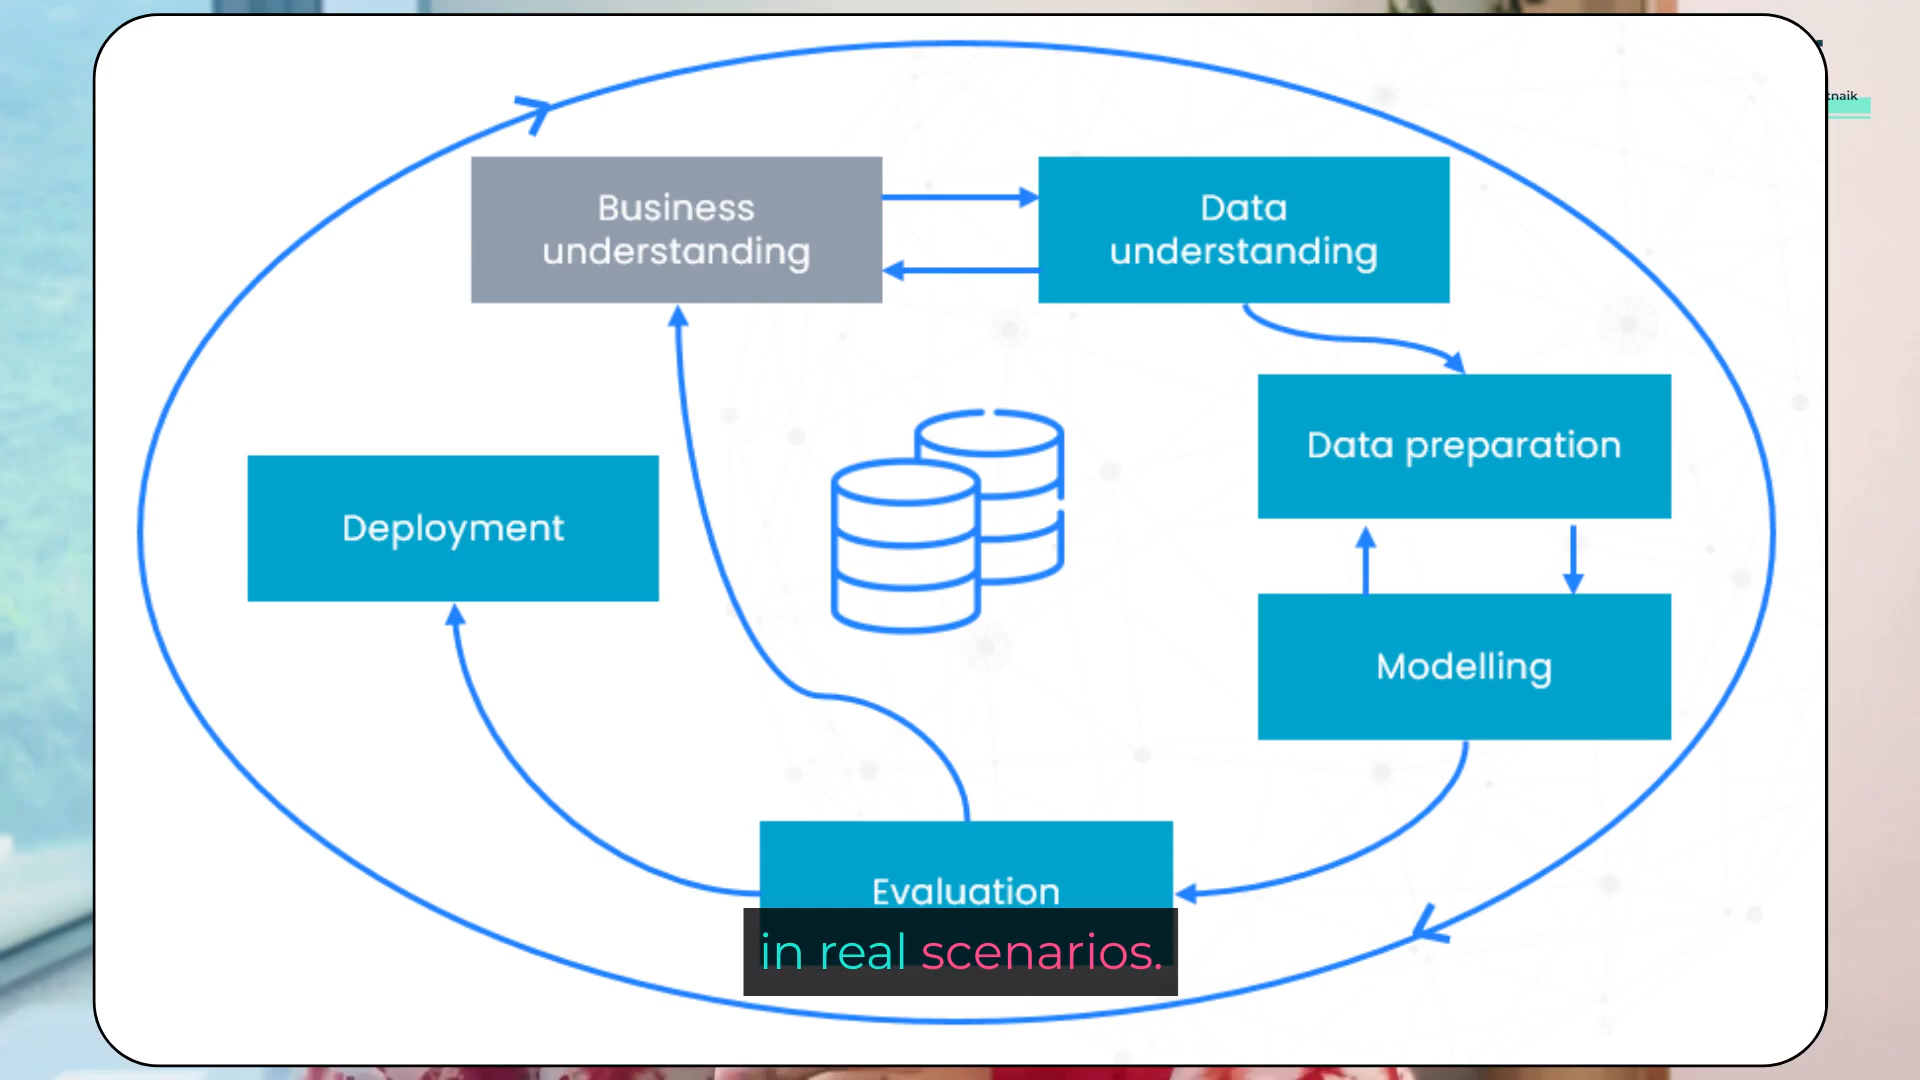 Business
understanding
Data
understanding
Data preparation
Deployment
Modelling
Evaluation
in real scenarios.